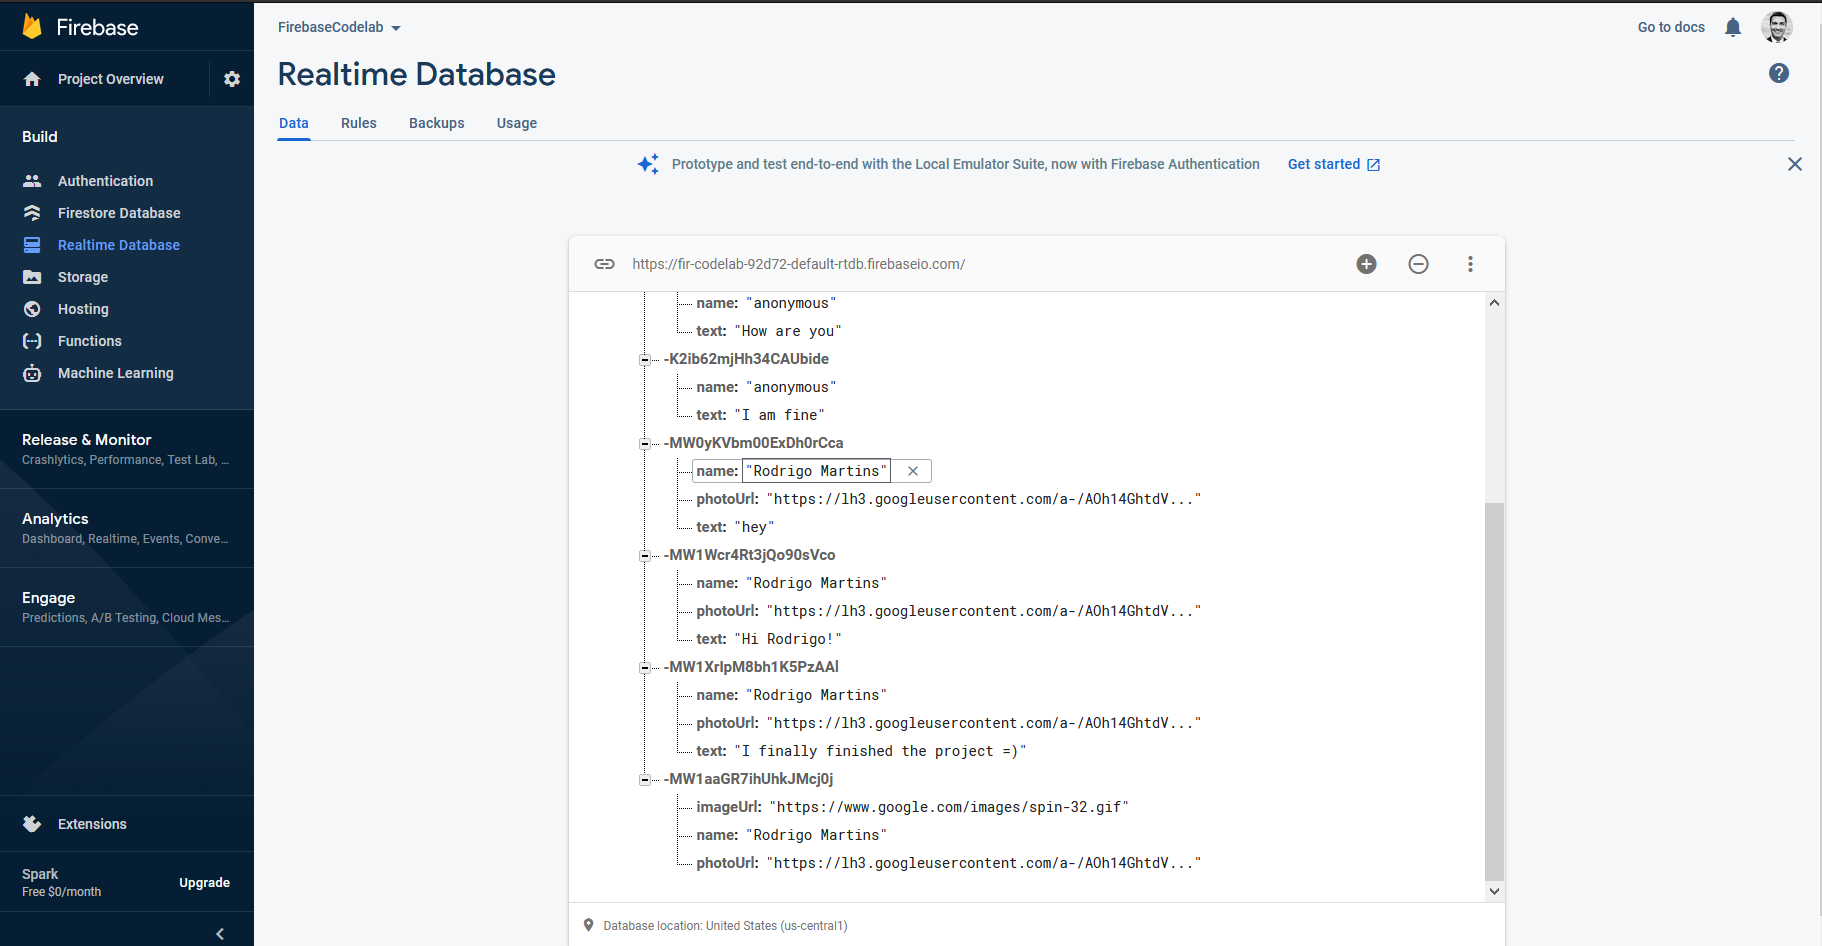 Firebase
Project Overview
Build
Authentication
Firestore Database
Realtime Database
Storage
Hosting
Functions
Machine Learning
Release & Monitor
Crashlytics, Performance, Test Lab, ...
Analytics
Dashboard, Realtime, Events, Conve...
Engage
Predictions, A/B Testing, Cloud Mes...
Extensions
Spark
Free $0/month
Upgrade
FirebaseCodelab
Go to docs
Realtime Database
Data Rules Backups Usage
Prototype and test end-to-end with the Local Emulator Suite, now with Firebase Authentication Get started
https://fir-codelab-92d72-default-rtdb.firebaseio.com/
name: "anonymous"
text: "How are you"
-K2ib62mjHh34CAUbide
name: "anonymous"
text: "I am fine"
-MW0yKVbm00ExDh0rCca
name: "Rodrigo Martins"
photoUrl: "https://lh3.googleusercontent.com/a-/AOh14GhtdV..."
text: "hey"
-MW1Wcr4Rt3jQo90sVco
name: "Rodrigo Martins"
photoUrl: "https://lh3.googleusercontent.com/a-/AOh14GhtdV..."
text: "Hi Rodrigo!"
-MW1XrIpM8bh1K5PzAAl
name: "Rodrigo Martins"
photoUrl: "https://lh3.googleusercontent.com/a-/AOh14GhtdV..."
text: "I finally finished the project =)"
-MW1aaGR7ihUhkJMcj0j
imageUrl: "https://www.google.com/images/spin-32.gif"
name: "Rodrigo Martins"
photoUrl: "https://lh3.googleusercontent.com/a-/AOh14GhtdV..."
Database location: United States (us-central1)